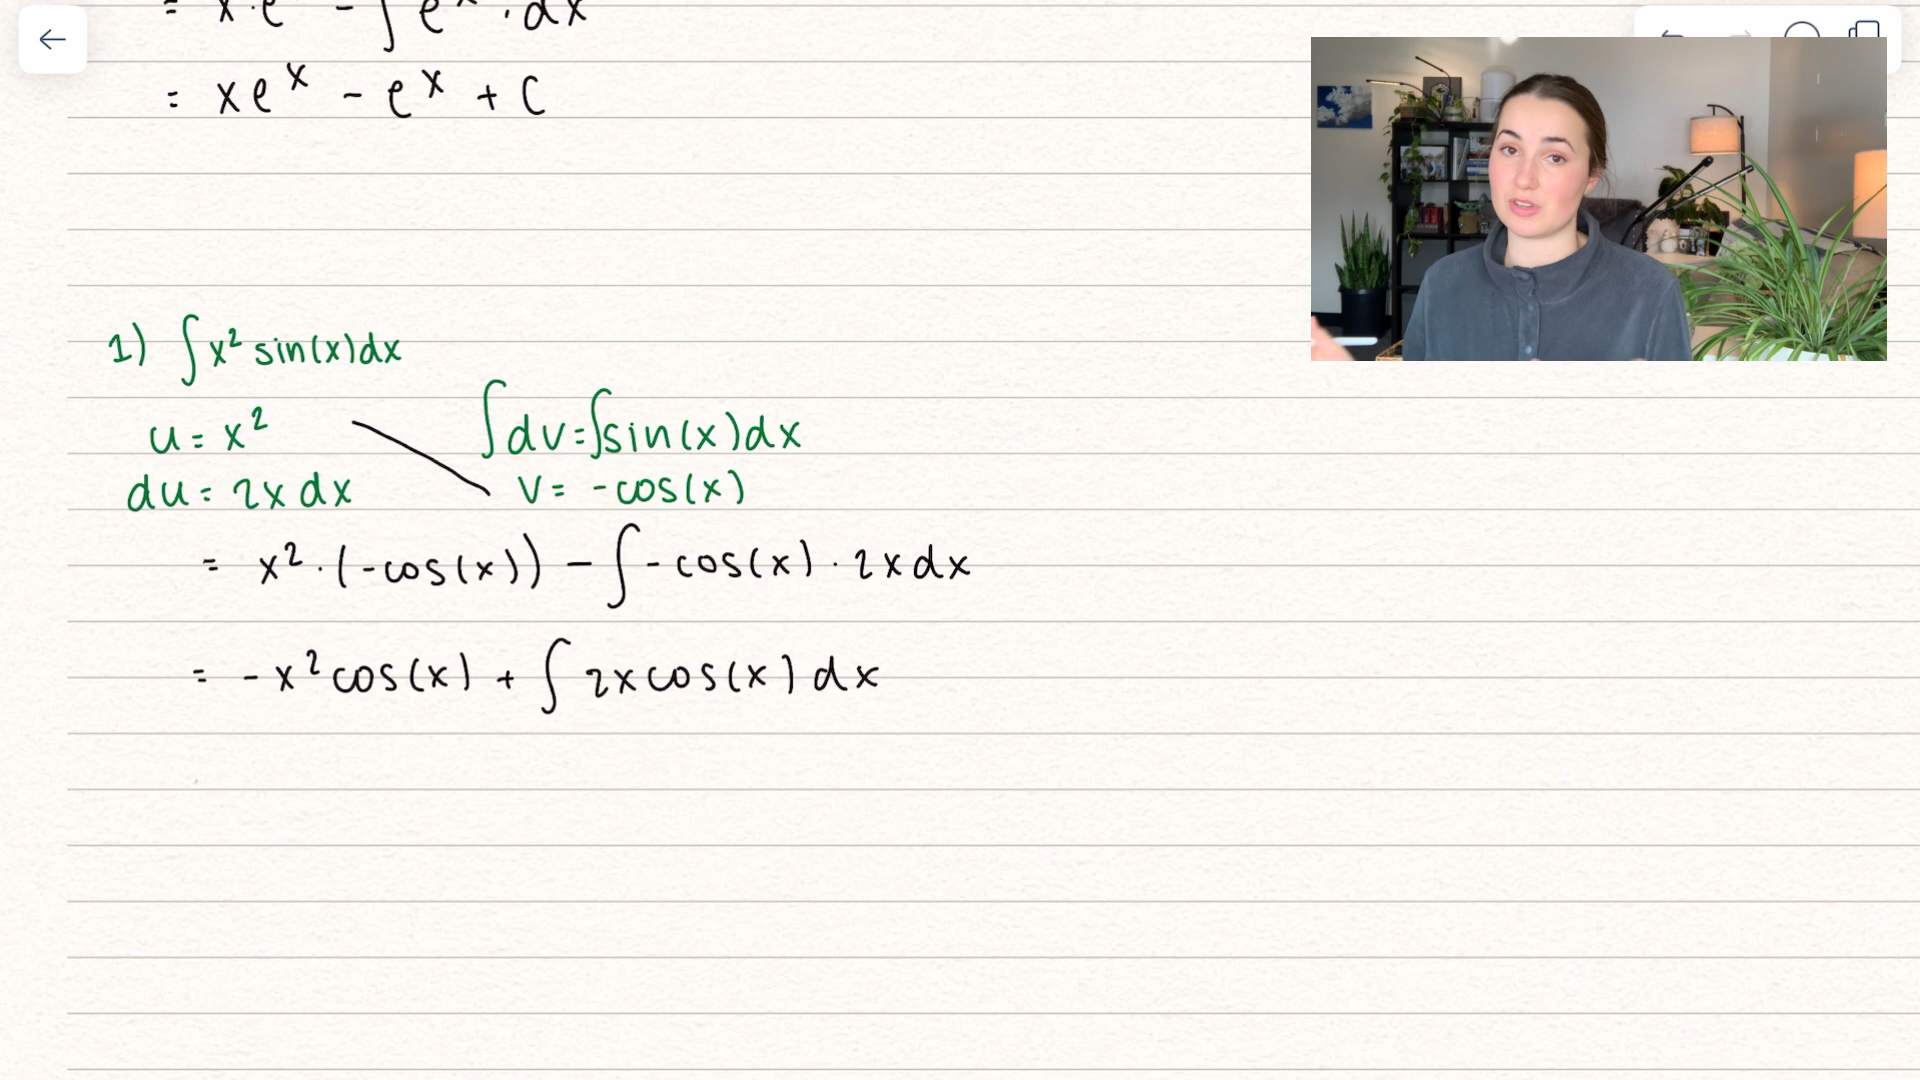 = x · e - ∫ e^x · dx
= xe^x - e^x + C
1) ∫ x² sin(x)dx
u = x² ∫dv = ∫sin(x)dx
du = 2x dx v = -cos(x)
= x² · (-cos(x)) - ∫ -cos(x) · 2x dx
= -x² cos(x) + ∫ 2x cos(x) dx